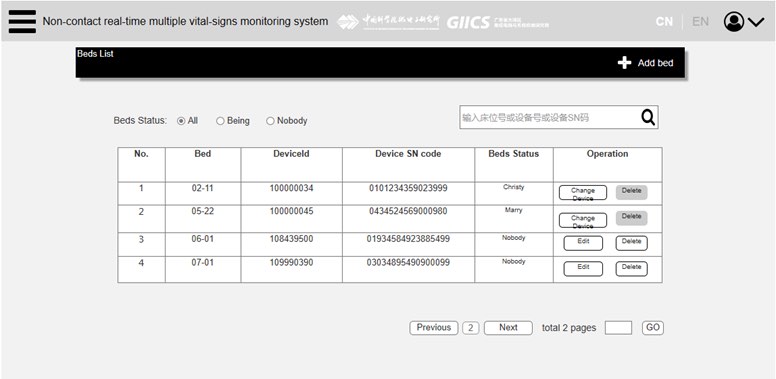 Non-contact real-time multiple vital-signs monitoring system
GIICS
CN
EN
Beds List
Add bed
Beds Status:
All
Being
Nobody
输入床位号或设备号或设备SN码
No. Bed DeviceId Device SN code Beds Status Operation
1 02-11 100000034 0101234359023999 Christy Change Device Delete
2 05-22 100000045 0434524569000980 Marry Change Device Delete
3 06-01 108439500 01934584923885499 Nobody Edit Delete
4 07-01 109990390 03034895490900099 Nobody Edit Delete
Previous 2 Next total 2 pages GO